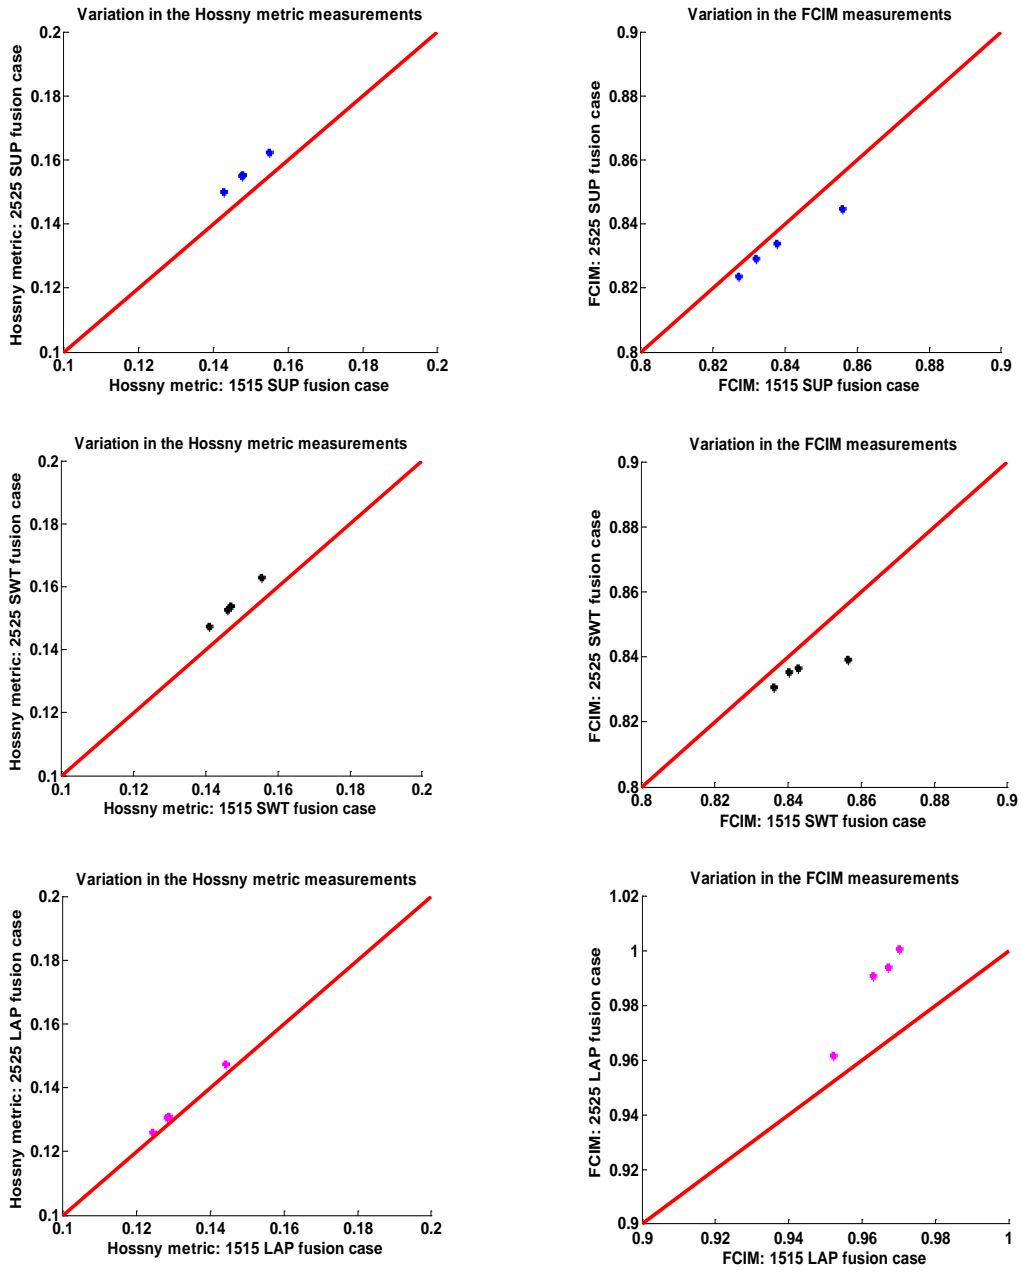 Variation in the Hossny metric measurements
Hossny metric: 2525 SUP fusion case
0.2
0.18
0.16
0.14
0.12
0.1
0.1 0.12 0.14 0.16 0.18 0.2
Hossny metric: 1515 SUP fusion case
Variation in the FCIM measurements
FCIM: 2525 SUP fusion case
0.9
0.88
0.86
0.84
0.82
0.8
0.8 0.82 0.84 0.86 0.88 0.9
FCIM: 1515 SUP fusion case
Variation in the Hossny metric measurements
Hossny metric: 2525 SWT fusion case
0.2
0.18
0.16
0.14
0.12
0.1
0.1 0.12 0.14 0.16 0.18 0.2
Hossny metric: 1515 SWT fusion case
Variation in the FCIM measurements
FCIM: 2525 SWT fusion case
0.9
0.88
0.86
0.84
0.82
0.8
0.8 0.82 0.84 0.86 0.88 0.9
FCIM: 1515 SWT fusion case
Variation in the Hossny metric measurements
Hossny metric: 2525 LAP fusion case
0.2
0.18
0.16
0.14
0.12
0.1
0.1 0.12 0.14 0.16 0.18 0.2
Hossny metric: 1515 LAP fusion case
Variation in the FCIM measurements
FCIM: 2525 LAP fusion case
1.02
1
0.98
0.96
0.94
0.92
0.9
0.9 0.92 0.94 0.96 0.98 1
FCIM: 1515 LAP fusion case